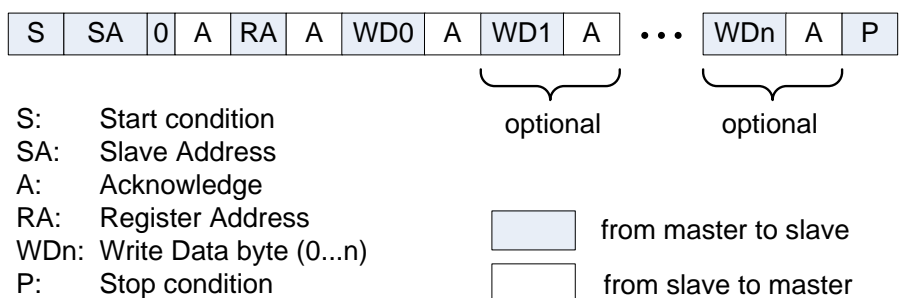 S SA 0 A RA A WD0 A WD1 A • • • WDn A P
optional optional
S: Start condition
SA: Slave Address
A: Acknowledge
RA: Register Address
WDn: Write Data byte (0...n)
P: Stop condition
from master to slave
from slave to master